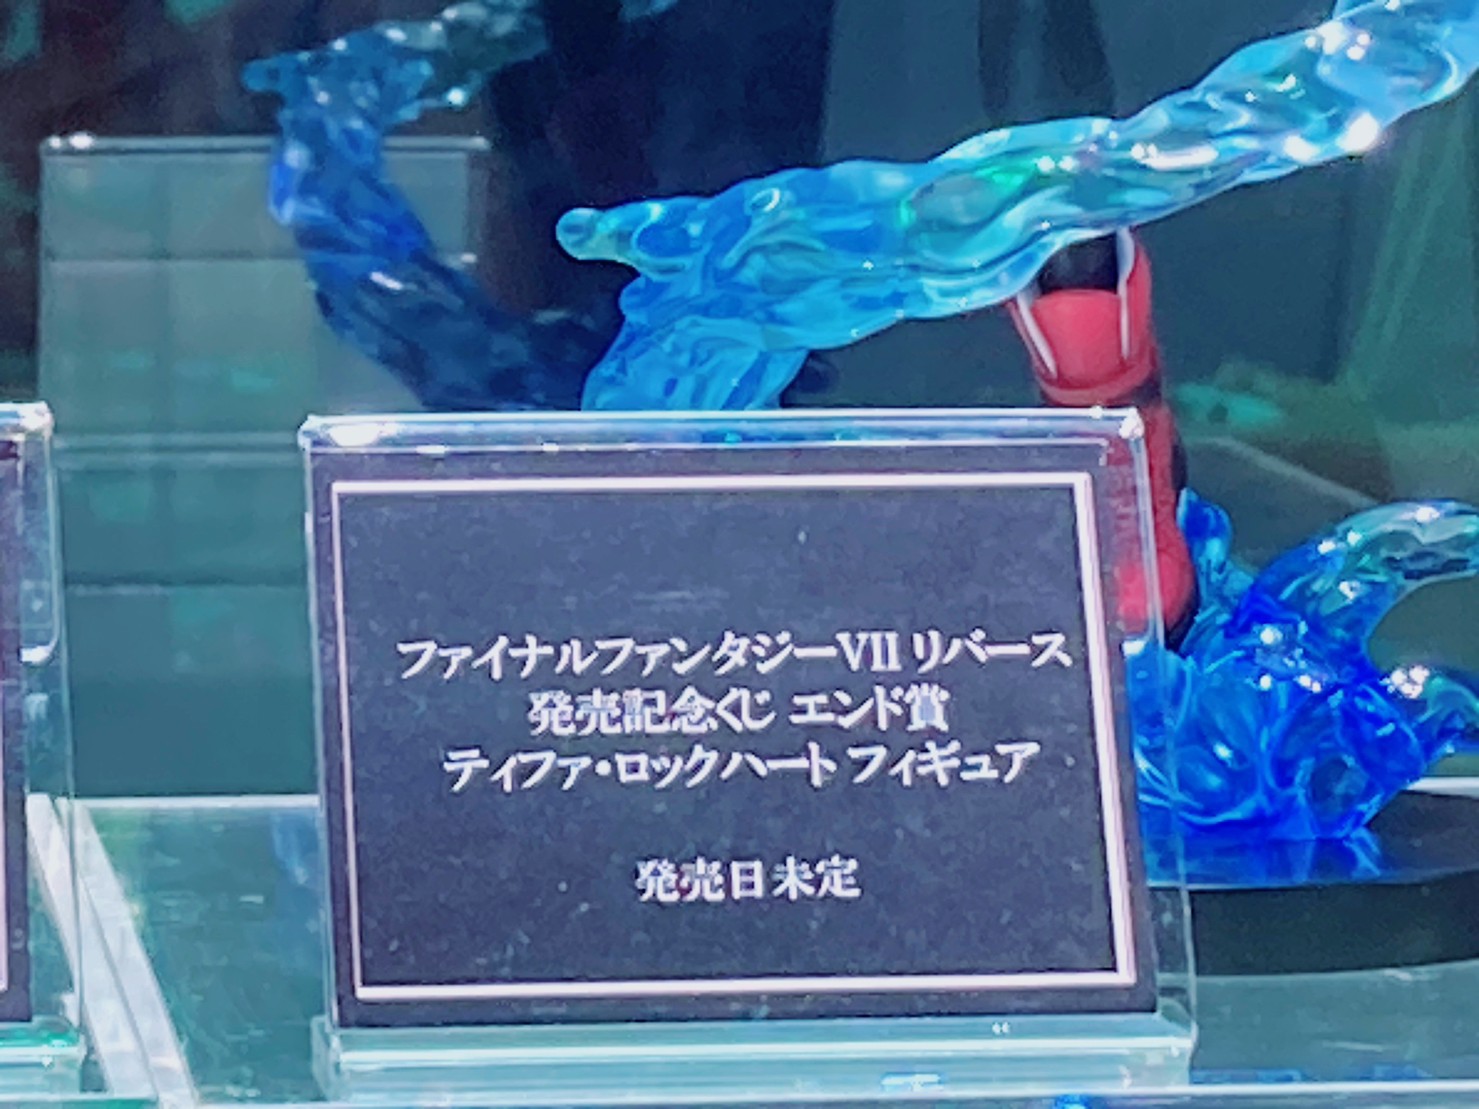 ファイナルファンタジーVII リバース
発売記念くじ エンド賞
ティファ・ロックハート フィギュア
発売日未定